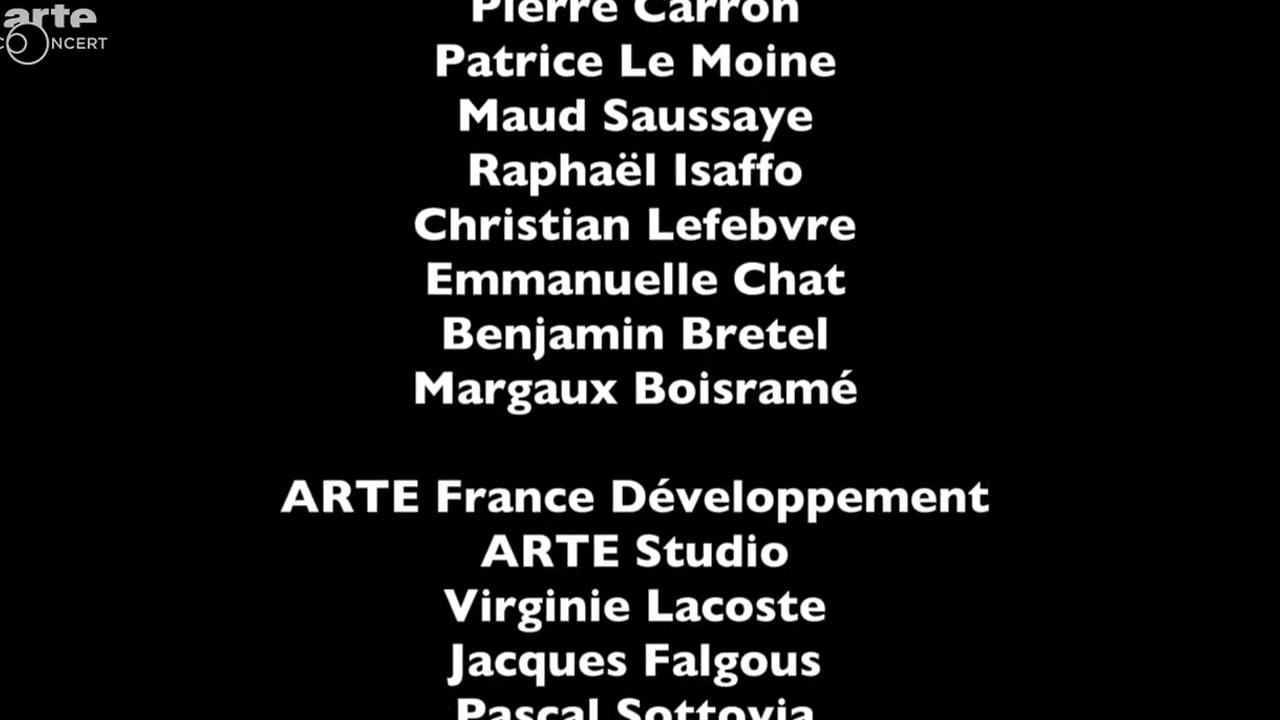 arte
CONCERT
Pierre Carron
Patrice Le Moine
Maud Saussaye
Raphaël Isaffo
Christian Lefebvre
Emmanuelle Chat
Benjamin Bretel
Margaux Boisramé
ARTE France Développement
ARTE Studio
Virginie Lacoste
Jacques Falgous
Pascal Sottovia